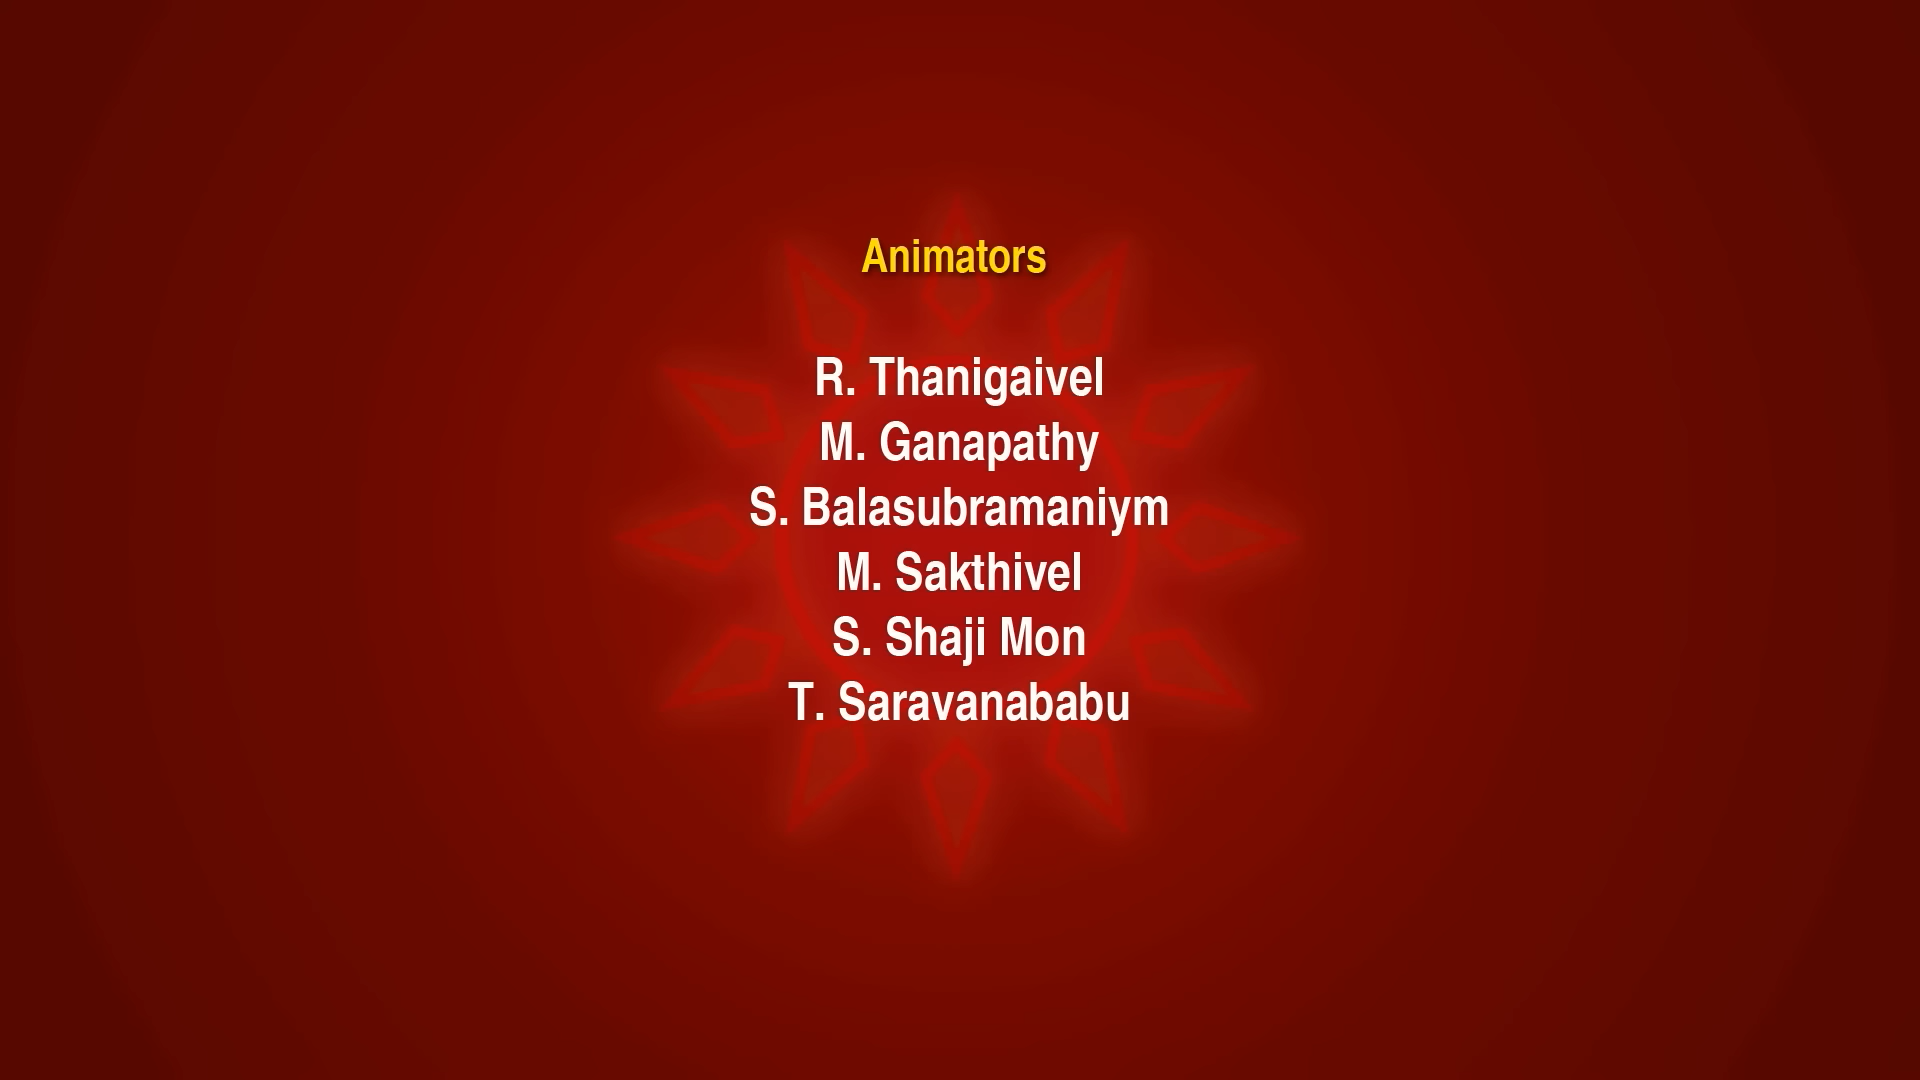 Animators
R. Thanigaivel
M. Ganapathy
S. Balasubramaniym
M. Sakthivel
S. Shaji Mon
T. Saravanababu